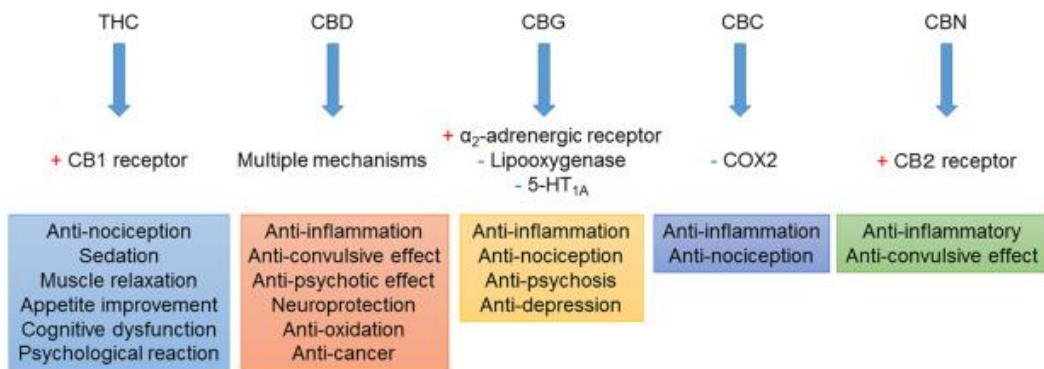 THC
CBD
CBG
CBC
CBN
+ CB1 receptor
Multiple mechanisms
+ α₂-adrenergic receptor
- Lipooxygenase
- 5-HT₁A
- COX2
+ CB2 receptor
Anti-nociception
Sedation
Muscle relaxation
Appetite improvement
Cognitive dysfunction
Psychological reaction
Anti-inflammation
Anti-convulsive effect
Anti-psychotic effect
Neuroprotection
Anti-oxidation
Anti-cancer
Anti-inflammation
Anti-nociception
Anti-psychosis
Anti-depression
Anti-inflammation
Anti-nociception
Anti-inflammatory
Anti-convulsive effect